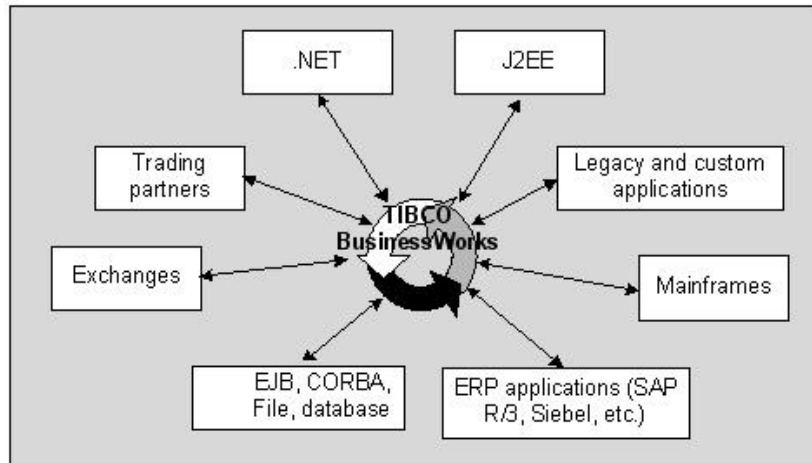 .NET
J2EE
Trading
partners
Legacy and custom
applications
TIBCO
BusinessWorks
Exchanges
Mainframes
EJB, CORBA,
File, database
ERP applications (SAP
R/3, Siebel, etc.)